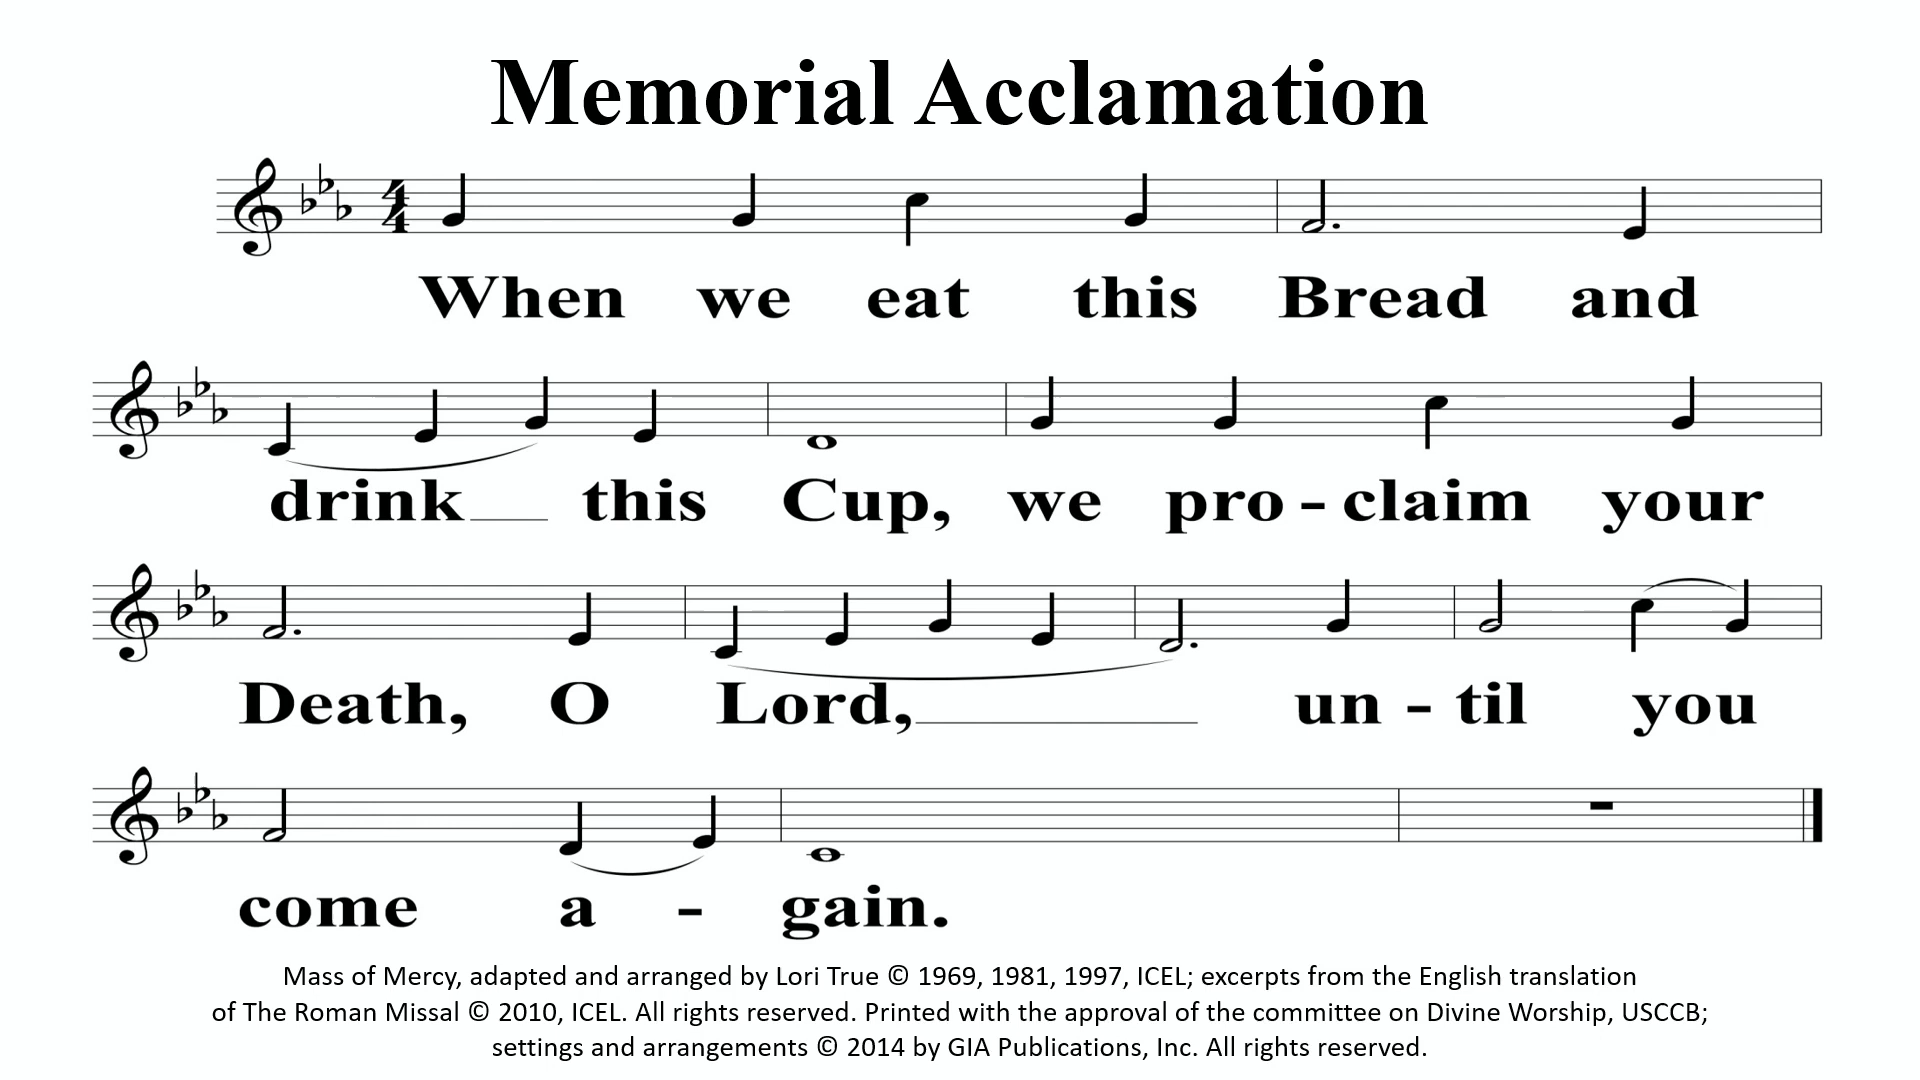 Memorial Acclamation
4
4
When we eat this Bread and
drink this Cup, we pro - claim your
Death, O Lord, un - til you
come a - gain.
Mass of Mercy, adapted and arranged by Lori True © 1969, 1981, 1997, ICEL; excerpts from the English translation
of The Roman Missal © 2010, ICEL. All rights reserved. Printed with the approval of the committee on Divine Worship, USCCB;
settings and arrangements © 2014 by GIA Publications, Inc. All rights reserved.